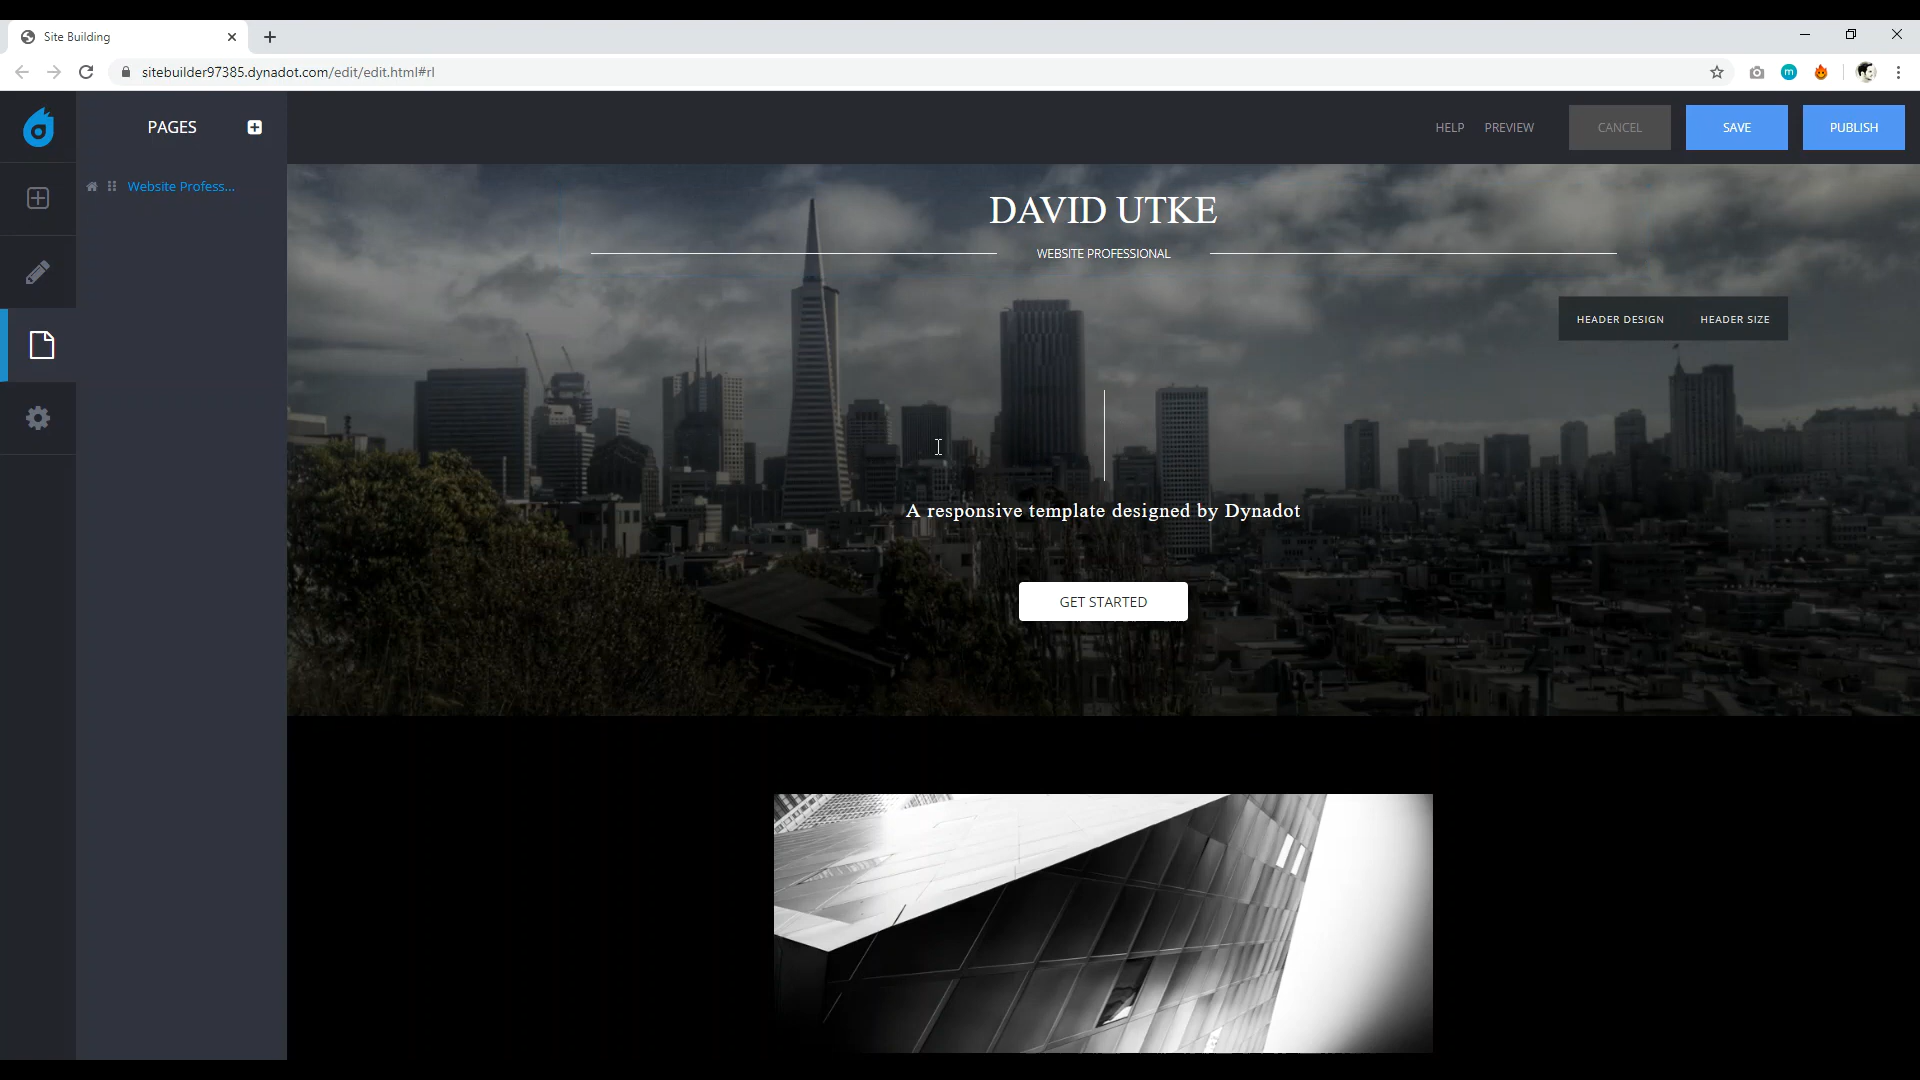 Site Building
sitebuilder97385.dynadot.com/edit/edit.html#rl
m
PAGES
HELP
PREVIEW
CANCEL
SAVE
PUBLISH
Website Profess...
DAVID UTKE
WEBSITE PROFESSIONAL
HEADER DESIGN
HEADER SIZE
A responsive template designed by Dynadot
GET STARTED